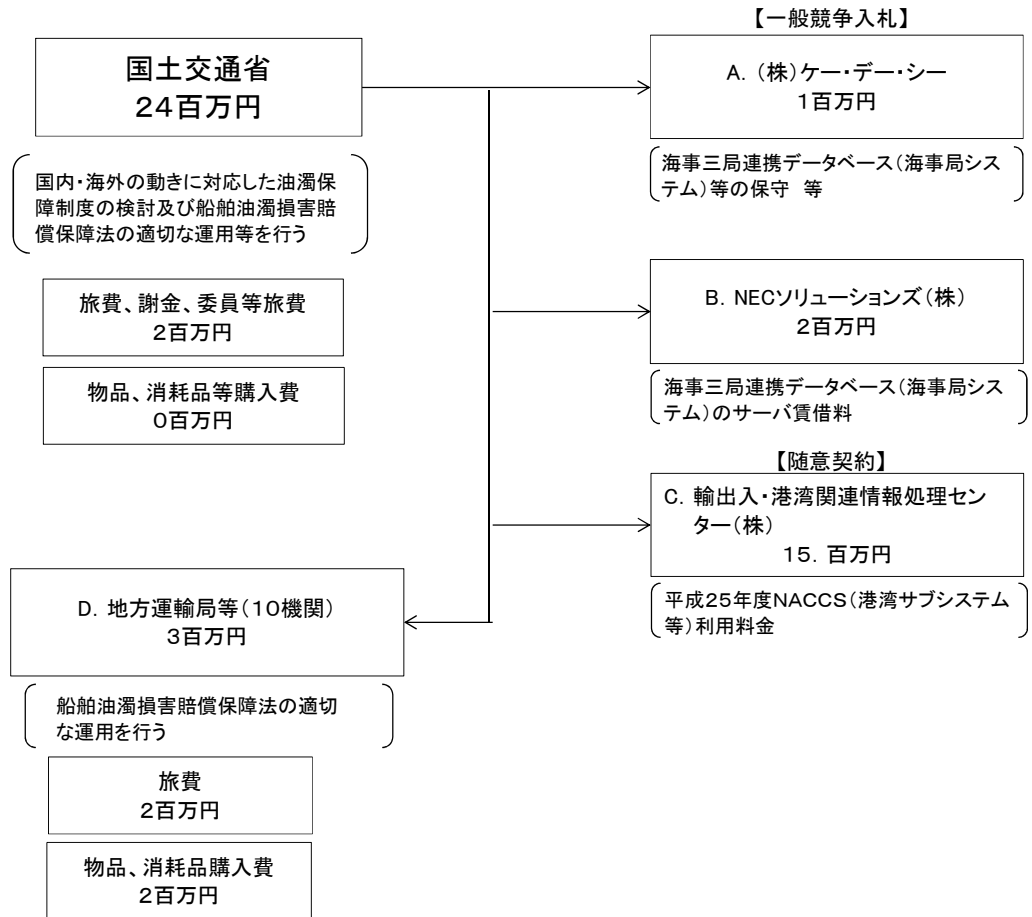 国土交通省
24百万円
国内・海外の動きに対応した油濁保
障制度の検討及び船舶油濁損害賠
償保障法の適切な運用等を行う
旅費、謝金、委員等旅費
2百万円
物品、消耗品等購入費
0百万円
【一般競争入札】
A. (株)ケー・デー・シー
1百万円
海事三局連携データベース(海事局シス
テム)等の保守 等
B. NECソリューションズ(株)
2百万円
海事三局連携データベース(海事局シス
テム)のサーバ賃借料
【随意契約】
C. 輸出入・港湾関連情報処理セン
ター(株)
15. 百万円
平成25年度NACCS(港湾サブシステム
等)利用料金
D. 地方運輸局等(10機関)
3百万円
船舶油濁損害賠償保障法の適切
な運用を行う
旅費
2百万円
物品、消耗品購入費
2百万円